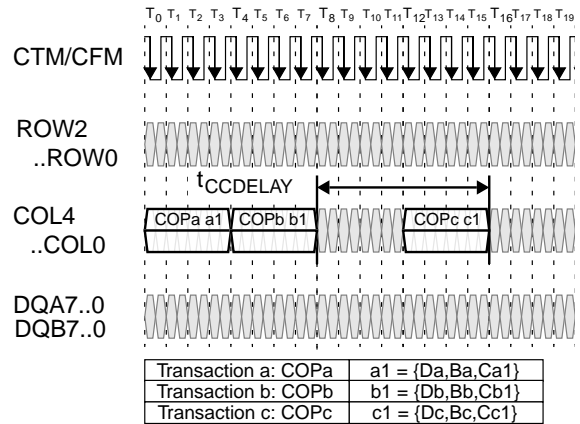 T0 T1 T2 T3 T4 T5 T6 T7 T8 T9 T10 T11 T12 T13 T14 T15 T16 T17 T18 T19
CTM/CFM
ROW2
..ROW0
tCCDELAY
COL4
..COL0
COPa a1 COPb b1 COPc c1
DQA7..0
DQB7..0
Transaction a: COPa a1 = {Da,Ba,Ca1}
Transaction b: COPb b1 = {Db,Bb,Cb1}
Transaction c: COPc c1 = {Dc,Bc,Cc1}